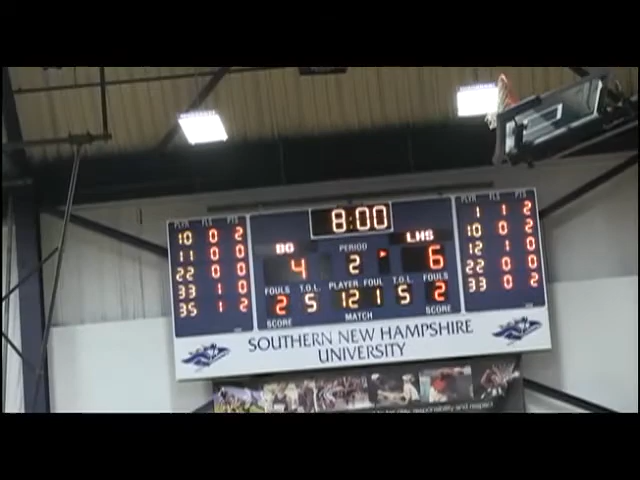 8:00
BG PERIOD LHS
4 2 6
FOULS T.O.L. PLAYER FOUL T.O.L. FOULS
2 5 12 1 5 2
SCORE MATCH SCORE
PLYR FLS PTS
10 0 2
11 0 0
22 0 0
33 1 0
35 1 2
PLYR FLS PTS
1 1 2
10 0 2
12 1 0
22 0 0
33 0 2
SOUTHERN NEW HAMPSHIRE
UNIVERSITY